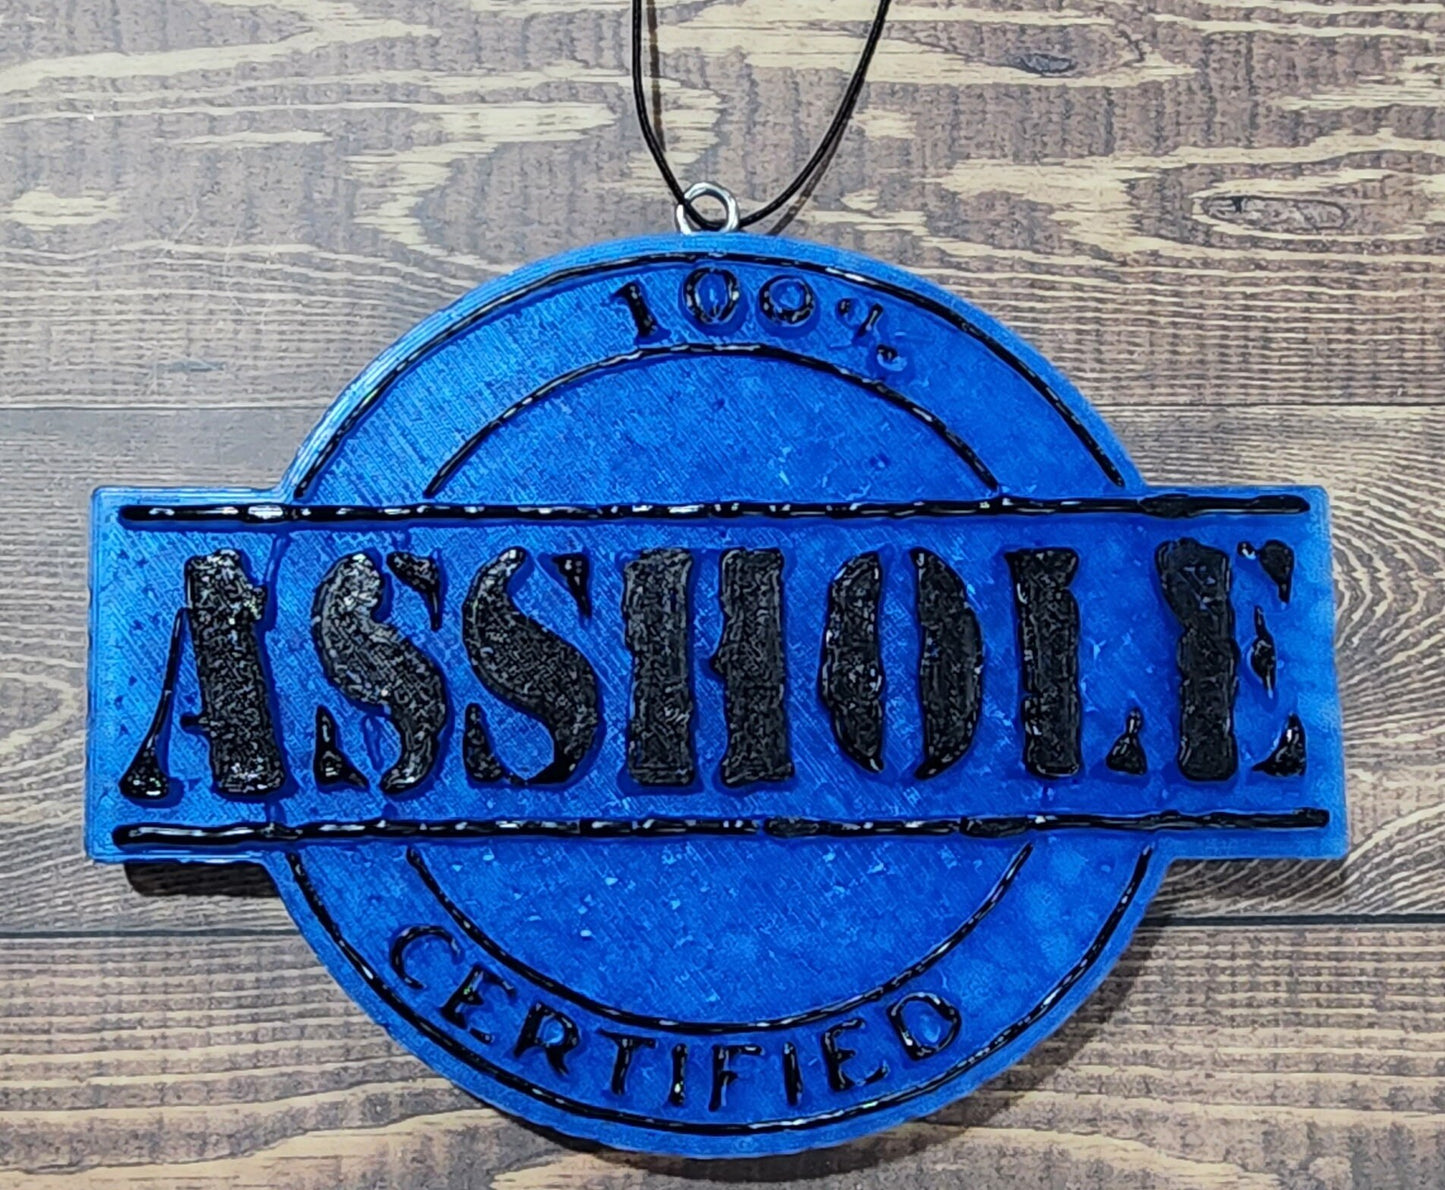 100%
ASSHOLE
CERTIFIED